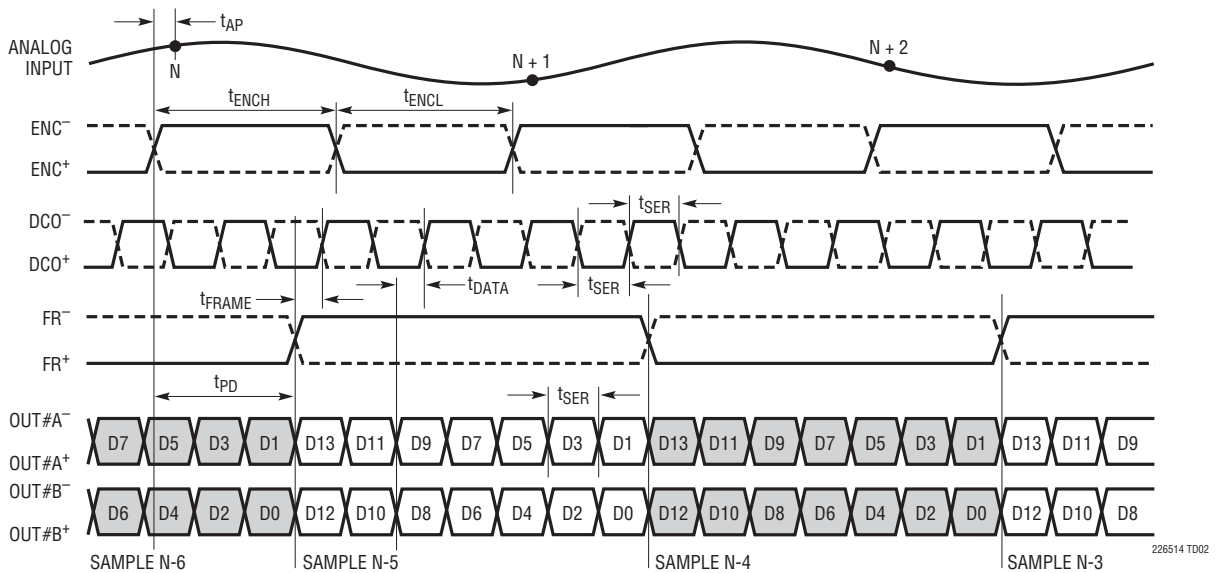 tAP
ANALOG
INPUT
N
N + 1
N + 2
tENCH
tENCL
ENC–
ENC+
DCO–
DCO+
tSER
tFRAME
tDATA
tSER
FR–
FR+
tPD
tSER
OUT#A–
OUT#A+
D7 D5 D3 D1 D13 D11 D9 D7 D5 D3 D1 D13 D11 D9 D7 D5 D3 D1 D13 D11 D9
OUT#B–
OUT#B+
D6 D4 D2 D0 D12 D10 D8 D6 D4 D2 D0 D12 D10 D8 D6 D4 D2 D0 D12 D10 D8
SAMPLE N-6 SAMPLE N-5 SAMPLE N-4 SAMPLE N-3
226514 TD02